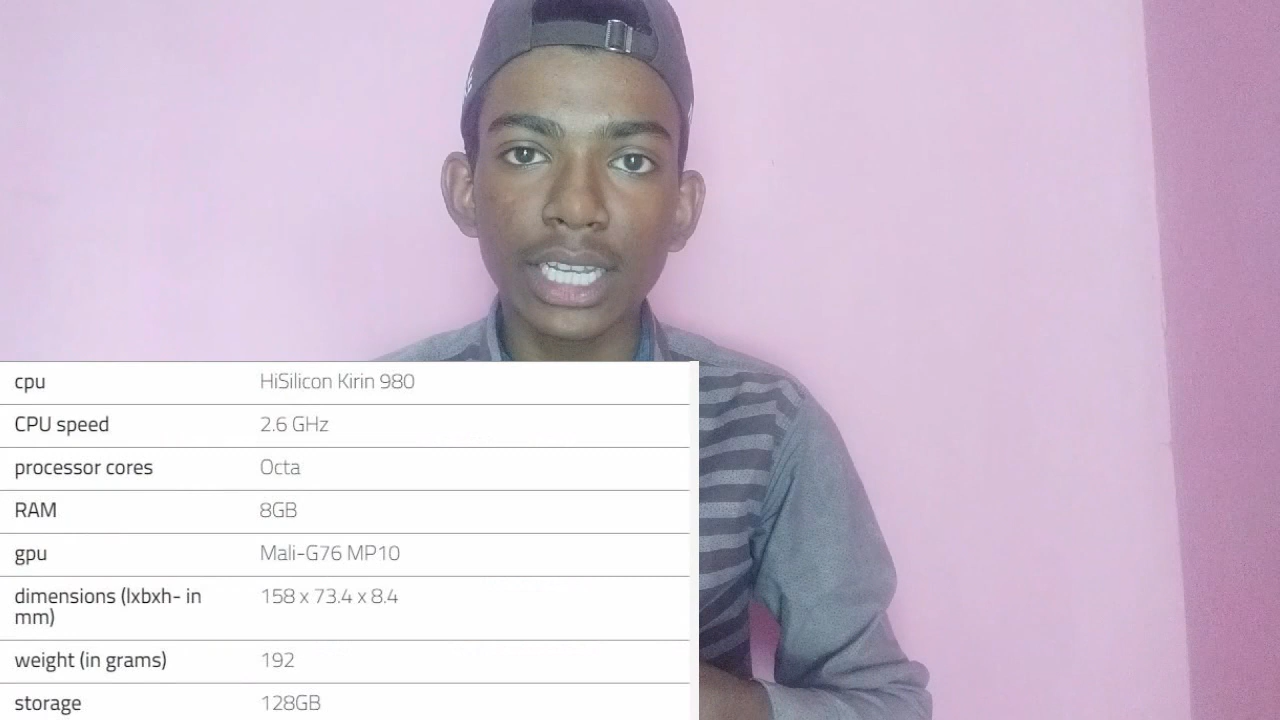 cpu HiSilicon Kirin 980
CPU speed 2.6 GHz
processor cores Octa
RAM 8GB
gpu Mali-G76 MP10
dimensions (lxbxh- in 158 x 73.4 x 8.4
mm)
weight (in grams) 192
storage 128GB